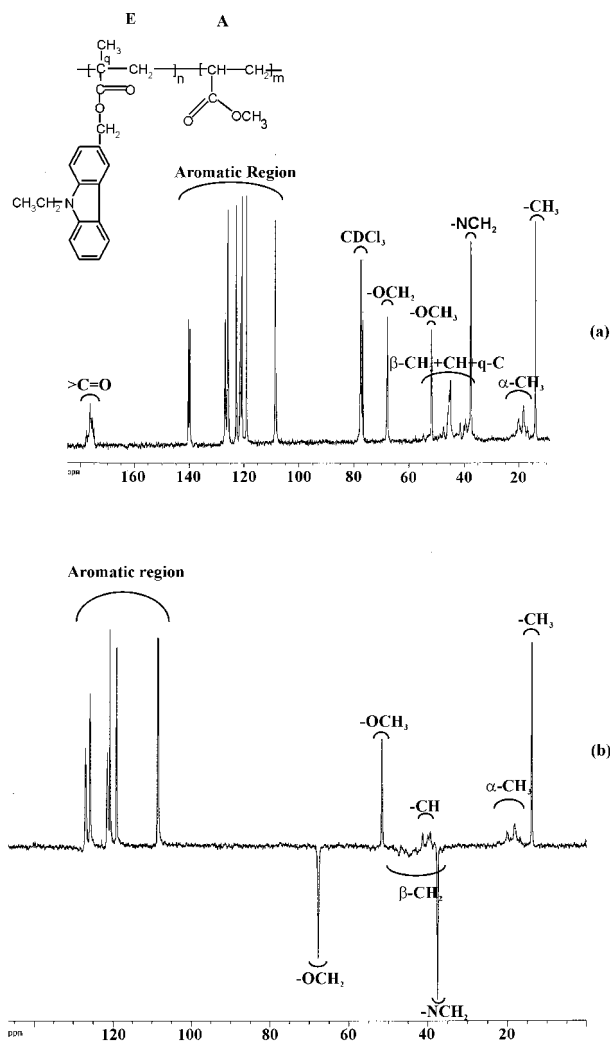 E A
CH₃
q
C CH₂ n CH CH₂ m
C O C
O O OCH₃
CH₂
CH₃CH₂ N
Aromatic Region
-CH₃
-NCH₂
CDCl₃
-OCH₂
-OCH₃
(a)
β-CH₂+CH+q-C
>C=O
α-CH₃
ppm 160 140 120 100 80 60 40 20
Aromatic region
-CH₃
-OCH₃
(b)
-CH
α-CH₃
β-CH₂
-OCH₂
-NCH₂
ppm 120 100 80 60 40 20